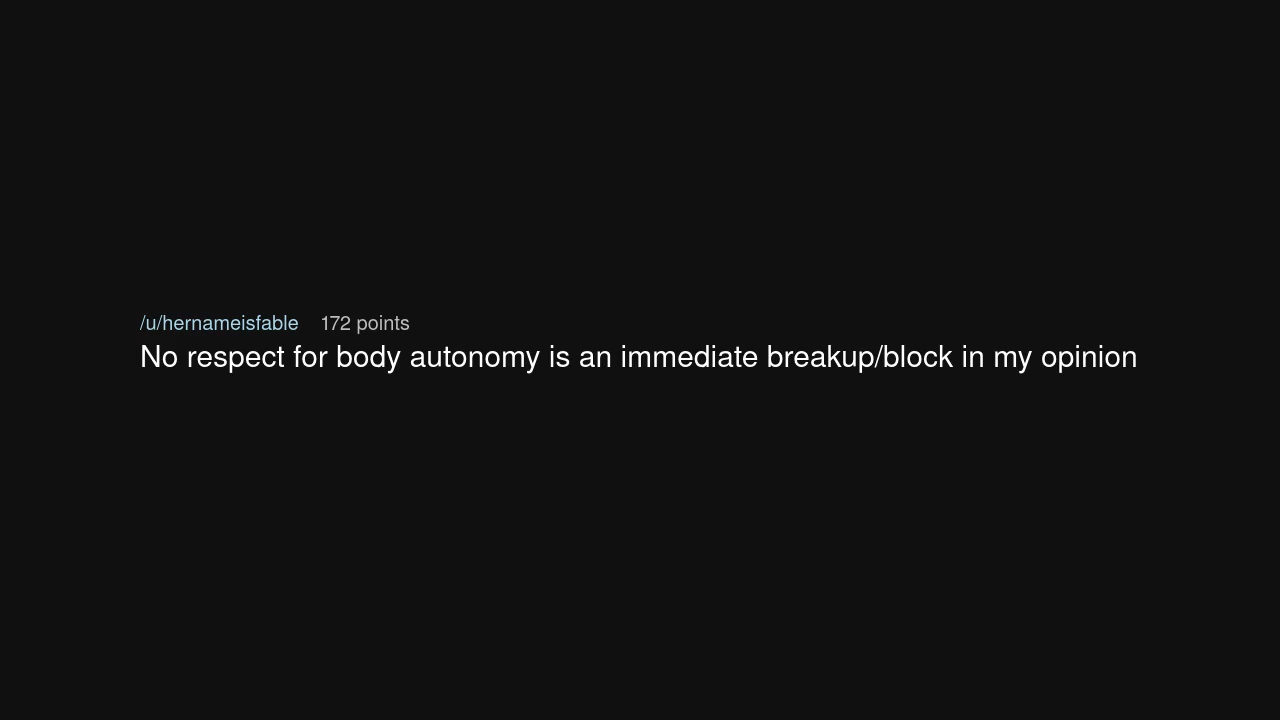 /u/hernameisfable 172 points
No respect for body autonomy is an immediate breakup/block in my opinion